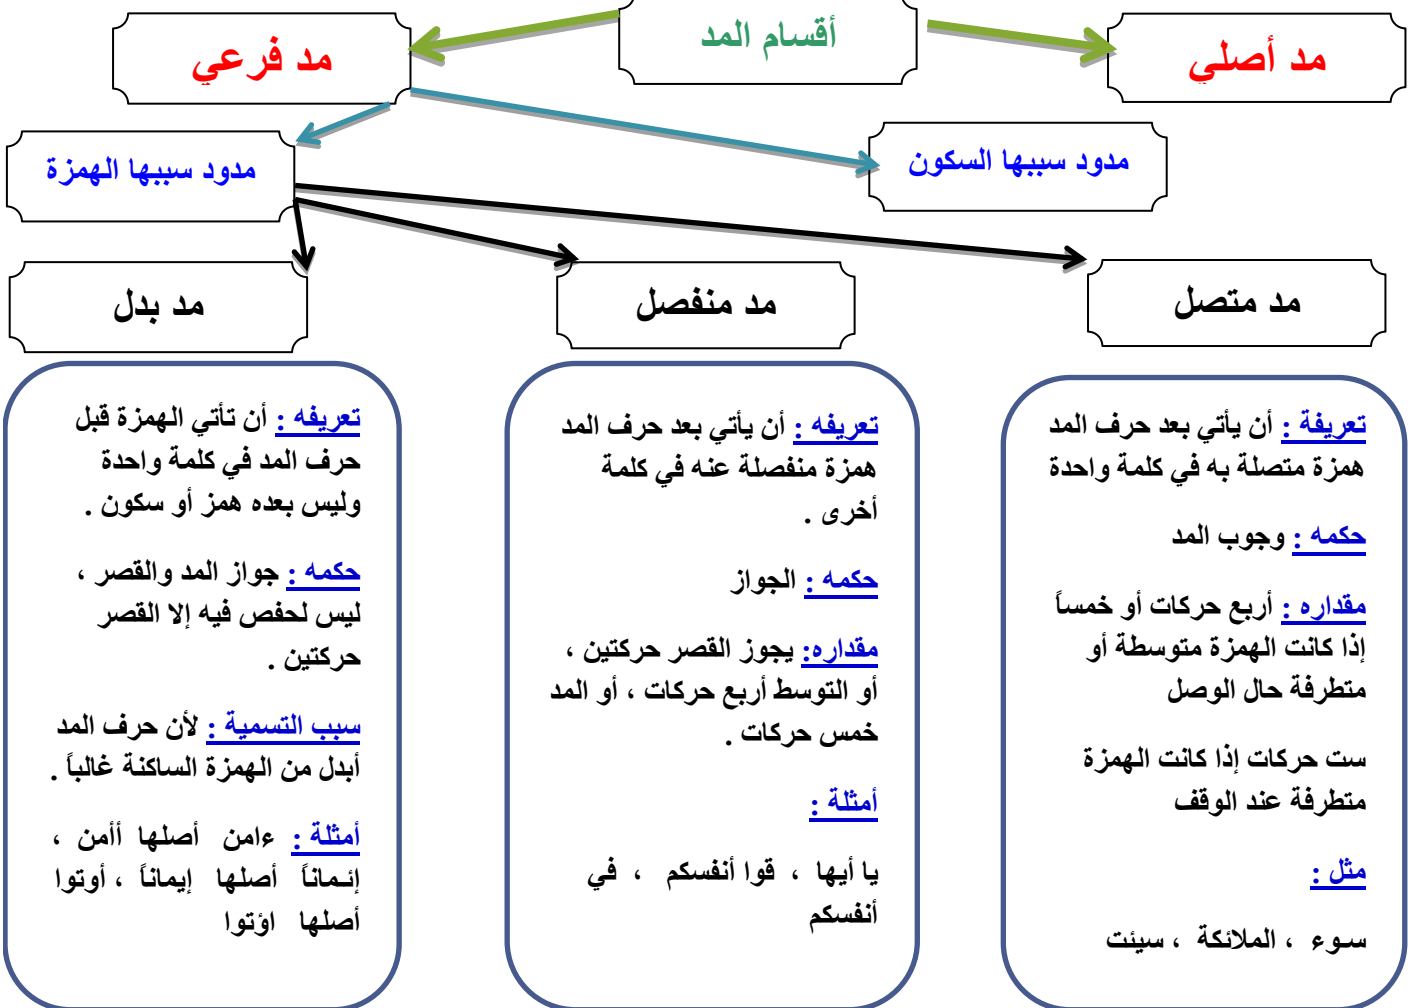 أقسام المد
مد أصلي
مد فرعي
مدود سببها السكون
مدود سببها الهمزة
مد متصل
مد منفصل
مد بدل
تعريفة : أن يأتي بعد حرف المد
همزة متصلة به في كلمة واحدة
حكمه : وجوب المد
مقداره : أربع حركات أو خمساً
إذا كانت الهمزة متوسطة أو
متطرفة حال الوصل
ست حركات إذا كانت الهمزة
متطرفة عند الوقف
مثل :
سوء ، الملائكة ، سيئت
تعريفه : أن يأتي بعد حرف المد
همزة منفصلة عنه في كلمة
أخرى .
حكمه : الجواز
مقداره: يجوز القصر حركتين ،
أو التوسط أربع حركات ، أو المد
خمس حركات .
أمثلة :
يا أيها ، قوا أنفسكم ، في
أنفسكم
تعريفه : أن تأتي الهمزة قبل
حرف المد في كلمة واحدة
وليس بعده همز أو سكون .
حكمه : جواز المد والقصر ،
ليس لحفص فيه إلا القصر
حركتين .
سبب التسمية : لأن حرف المد
أبدل من الهمزة الساكنة غالباً .
أمثلة : ءامن أصلها أأمن ،
إئـماناً أصلها إيماناً ، أوتوا
أصلها اؤتوا